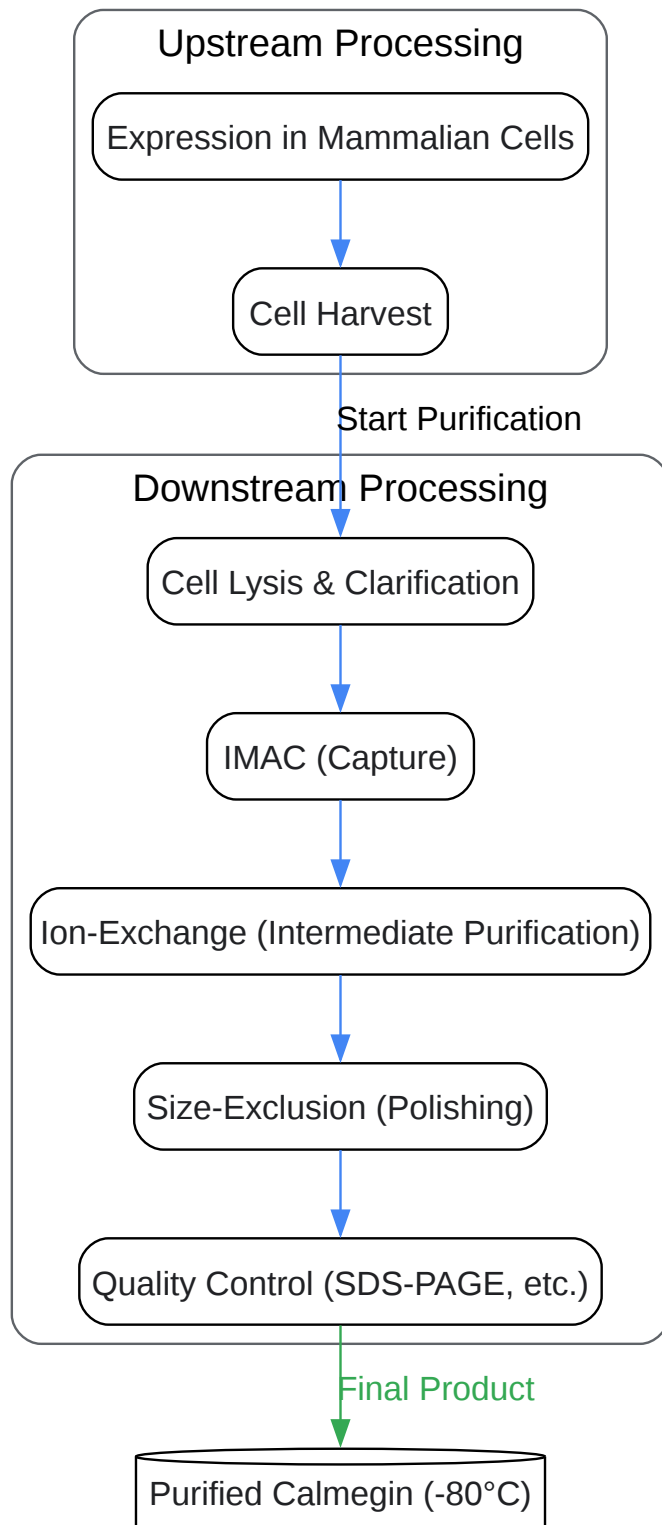 Upstream Processing
Expression in Mammalian Cells
Cell Harvest
Start Purification
Downstream Processing
Cell Lysis & Clarification
IMAC (Capture)
Ion-Exchange (Intermediate Purification)
Size-Exclusion (Polishing)
Quality Control (SDS-PAGE, etc.)
Final Product
Purified Calmegin (-80°C)